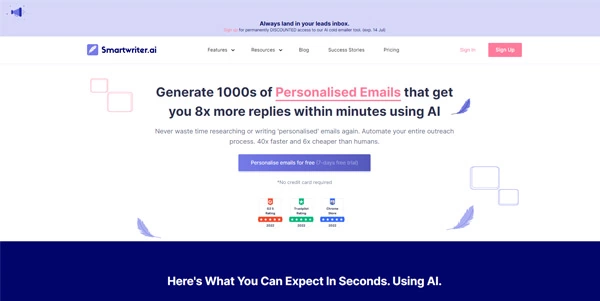 Always land in your leads inbox.
Sign up for permanently DISCOUNTED access to our AI cold emailer tool. (exp. 14 Jul)
Smartwriter.ai
Features
Resources
Blog
Success Stories
Pricing
Sign In
Sign Up
Generate 1000s of Personalised Emails that get
you 8x more replies within minutes using AI
Never waste time researching or writing 'personalised' emails again. Automate your entire outreach
process. 40x faster and 6x cheaper than humans.
Personalise emails for free (7-days free trial)
*No credit card required
Rating
2022
Trustpilot
Rating
2022
Chrome
Store
2022
Here's What You Can Expect In Seconds. Using AI.